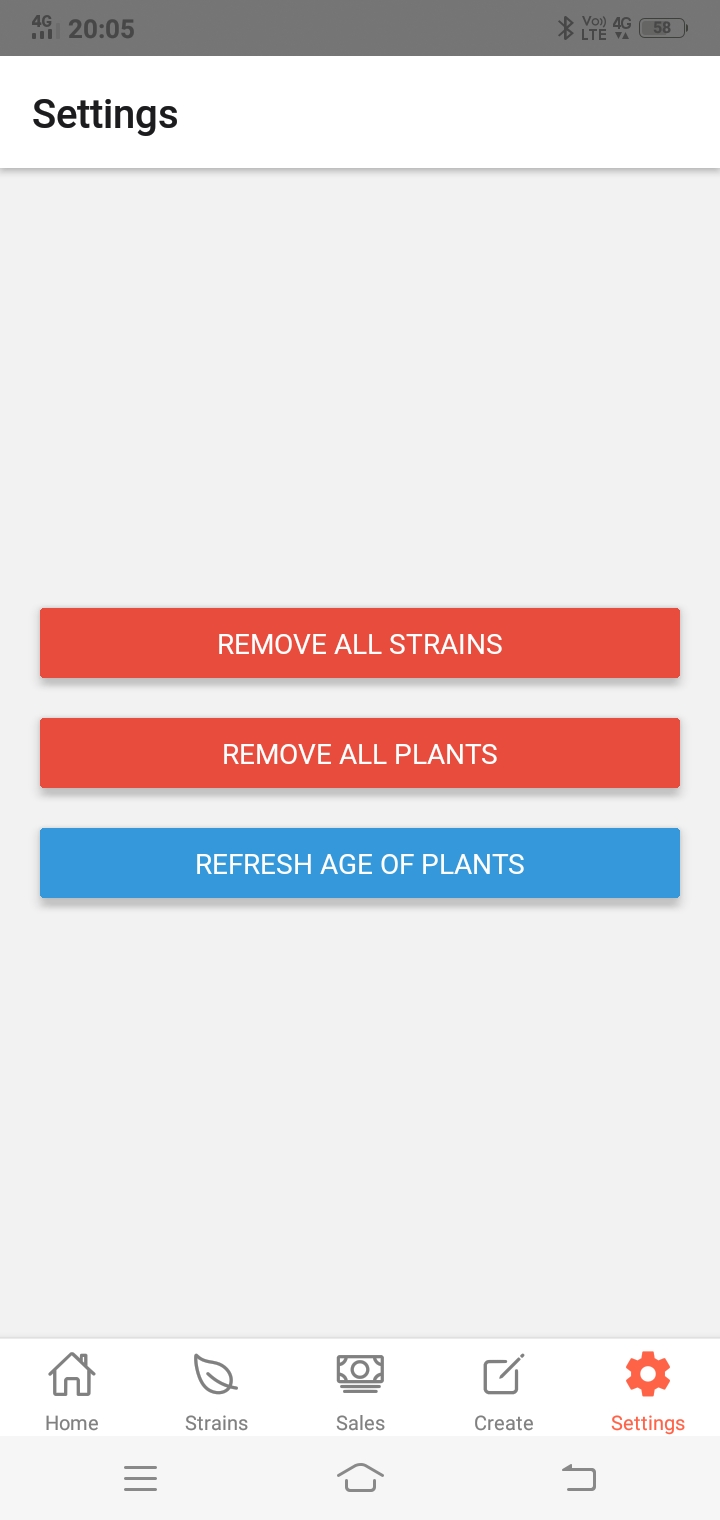 4G 20:05 Vo)) LTE 4G 58
Settings
REMOVE ALL STRAINS
REMOVE ALL PLANTS
REFRESH AGE OF PLANTS
Home Strains Sales Create Settings